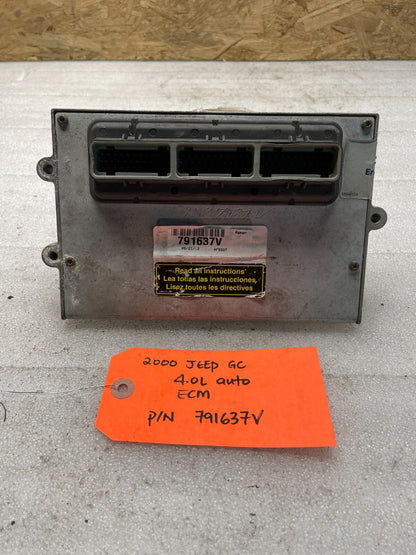 791637V
Read all instructions
Lea todas las instrucciones
Lisez toutes les directives
2000 JEEP GC
4.0L auto
ECM
P/N 791637V